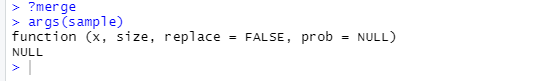 > ?merge
> args(sample)
function (x, size, replace = FALSE, prob = NULL)
NULL
>